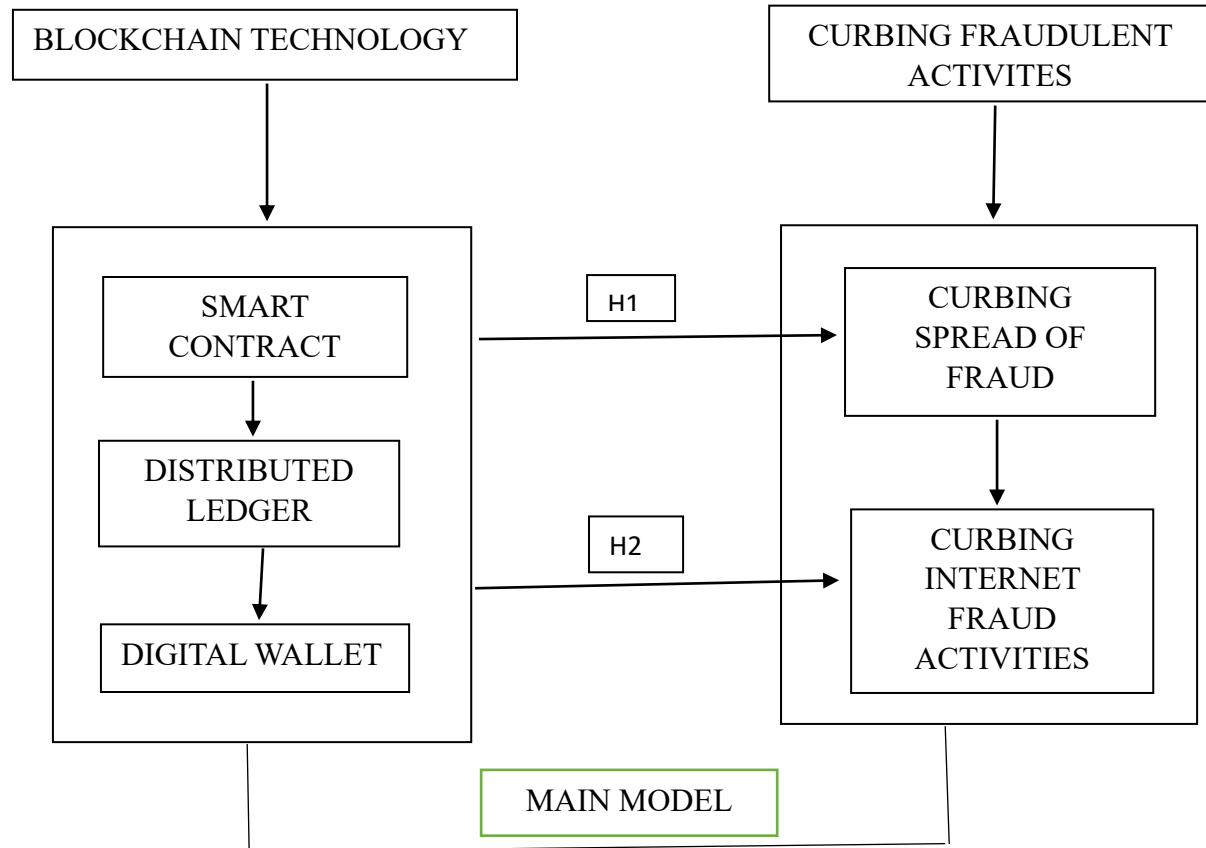 BLOCKCHAIN TECHNOLOGY
CURBING FRAUDULENT
ACTIVITES
SMART
CONTRACT
H1
CURBING
SPREAD OF
FRAUD
DISTRIBUTED
LEDGER
H2
CURBING
INTERNET
FRAUD
ACTIVITIES
DIGITAL WALLET
MAIN MODEL